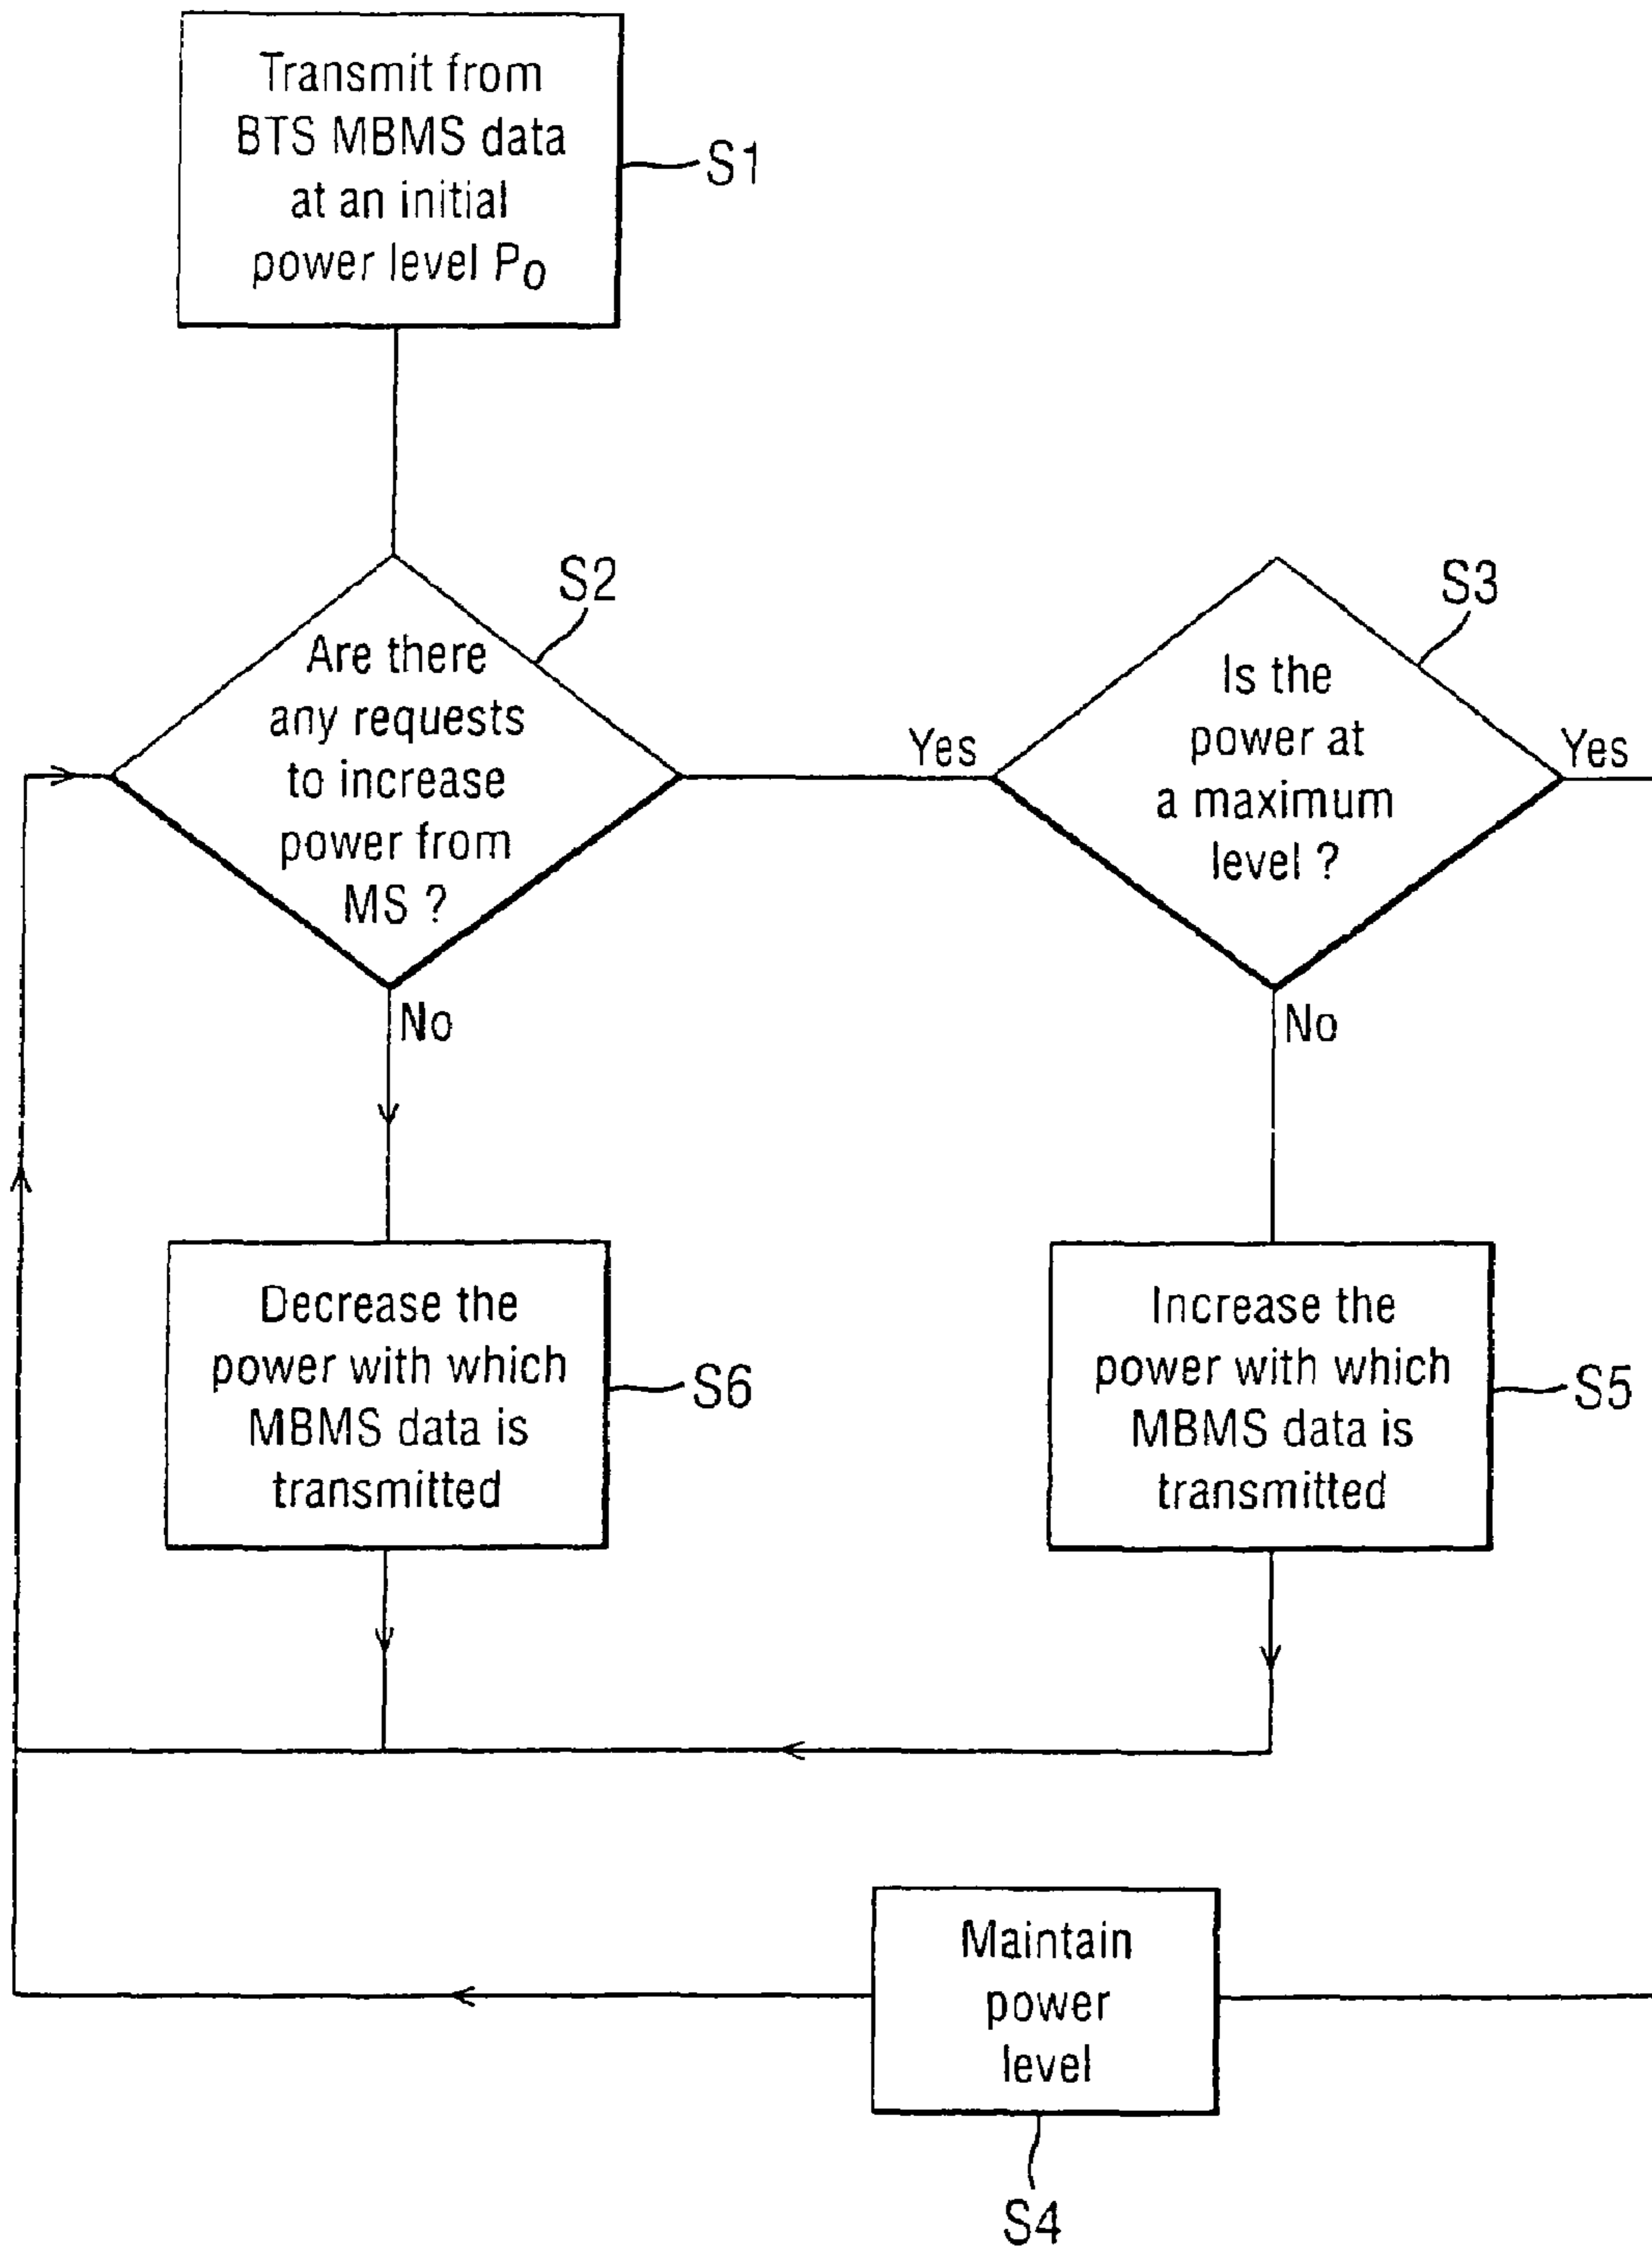 Transmit from
BTS MBMS data
at an initial
power level Po
S1
Are there
any requests
to increase
power from
MS ?
S2
Yes
No
Is the
power at
a maximum
level ?
S3
Yes
No
Decrease the
power with which
MBMS data is
transmitted
S6
Increase the
power with which
MBMS data is
transmitted
S5
Maintain
power
level
S4